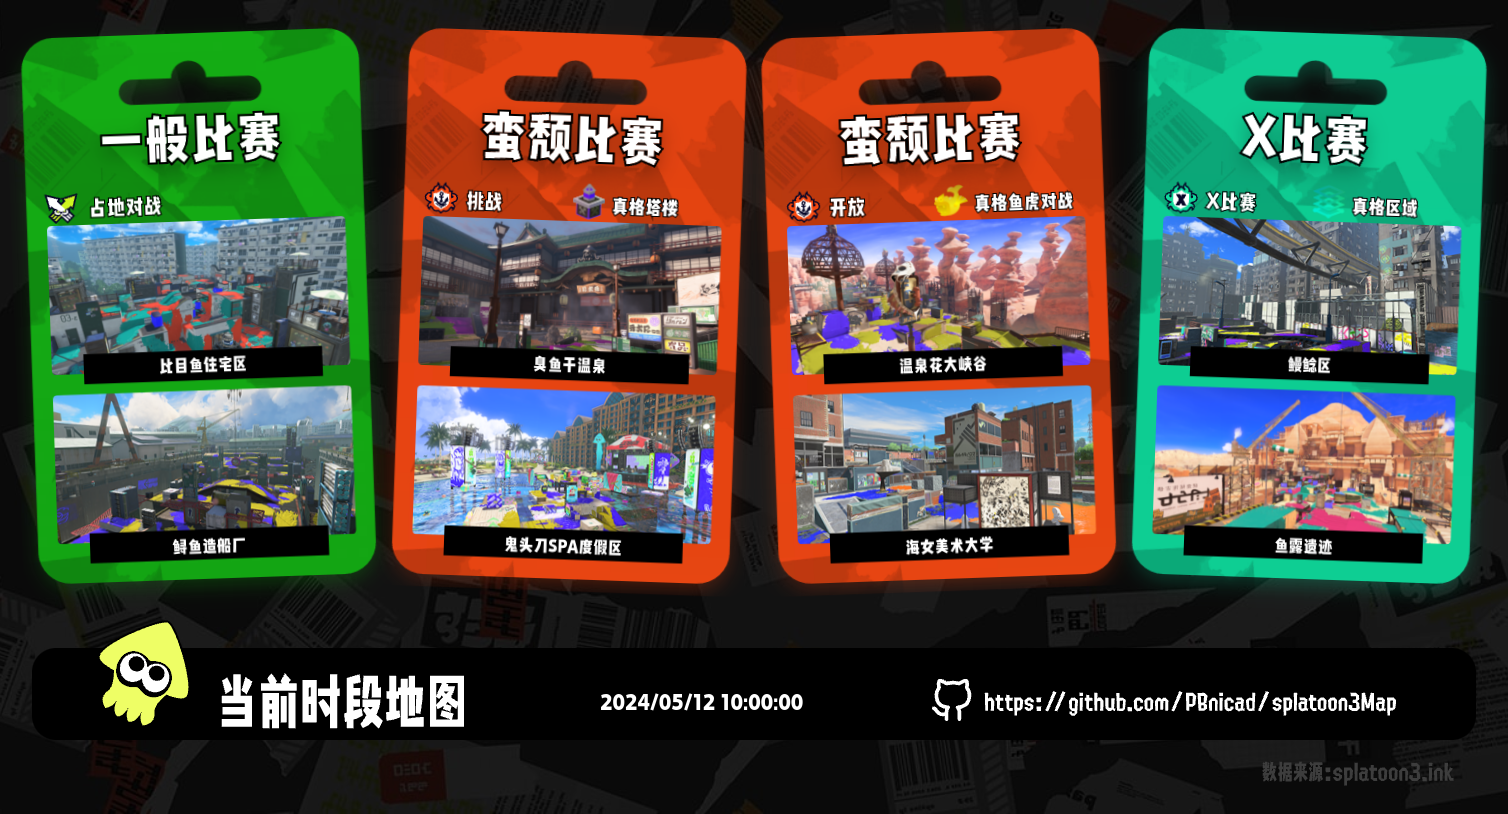 一般比赛
占地对战
比目鱼住宅区
鲟鱼造船厂
蛮颓比赛
挑战
真格塔楼
臭鱼干温泉
鬼头刀SPA度假区
蛮颓比赛
开放
真格鱼虎对战
温泉花大峡谷
海女美术大学
X比赛
X比赛
真格区域
鳗鲶区
鱼露遗迹
当前时段地图
2024/05/12 10:00:00
https://github.com/PBnicad/splatoon3Map
数据来源:splatoon3.ink